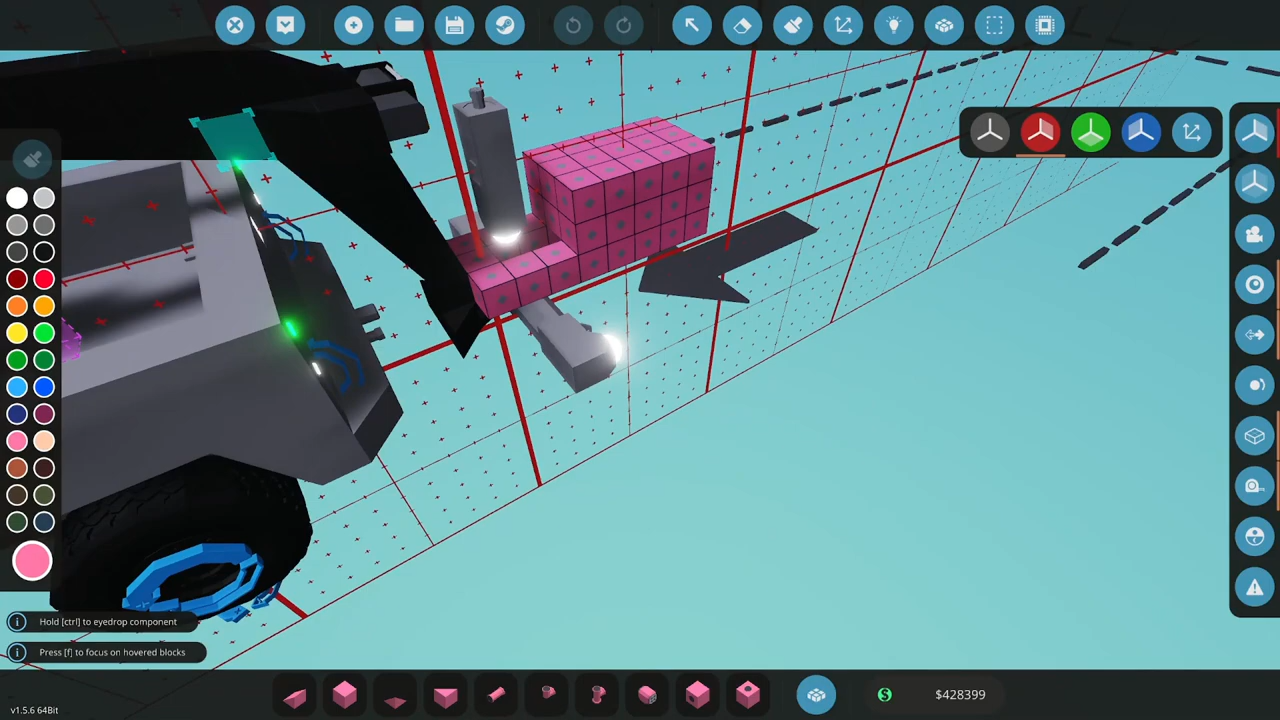 Hold [ctrl] to eyedrop component
Press [f] to focus on hovered blocks
$ $428399
v1.5.6 64Bit